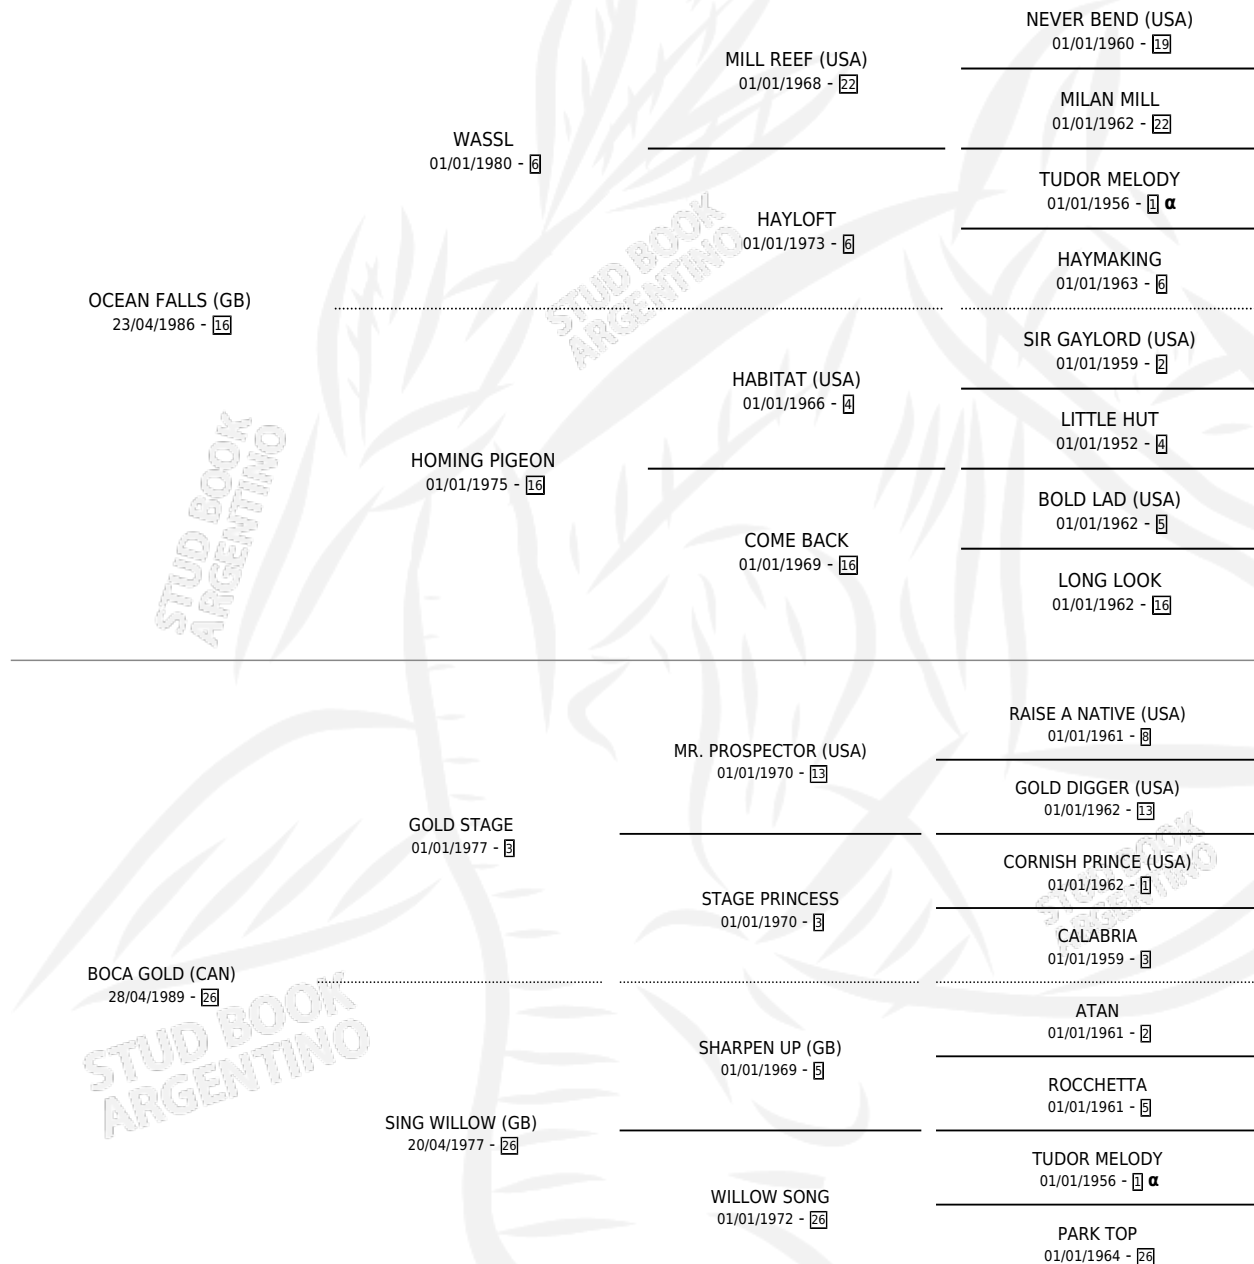 NEVER BEND (USA)
01/01/1960 - 19
MILL REEF (USA)
01/01/1968 - 22
MILAN MILL
01/01/1962 - 22
WASSL
01/01/1980 - 6
TUDOR MELODY
01/01/1956 - 1 α
HAYLOFT
01/01/1973 - 6
HAYMAKING
01/01/1963 - 6
OCEAN FALLS (GB)
23/04/1986 - 16
SIR GAYLORD (USA)
01/01/1959 - 2
HABITAT (USA)
01/01/1966 - 4
LITTLE HUT
01/01/1952 - 4
HOMING PIGEON
01/01/1975 - 16
BOLD LAD (USA)
01/01/1962 - 5
COME BACK
01/01/1969 - 16
LONG LOOK
01/01/1962 - 16
STUD BOOK
ARGENTINO
STUD BOOK
ARGENTINO
RAISE A NATIVE (USA)
01/01/1961 - 8
MR. PROSPECTOR (USA)
01/01/1970 - 13
GOLD DIGGER (USA)
01/01/1962 - 13
GOLD STAGE
01/01/1977 - 3
CORNISH PRINCE (USA)
01/01/1962 - 1
STAGE PRINCESS
01/01/1970 - 3
CALABRIA
01/01/1959 - 3
BOCA GOLD (CAN)
28/04/1989 - 26
ATAN
01/01/1961 - 2
SHARPEN UP (GB)
01/01/1969 - 5
ROCCHETTA
01/01/1961 - 5
SING WILLOW (GB)
20/04/1977 - 26
TUDOR MELODY
01/01/1956 - 1 α
WILLOW SONG
01/01/1972 - 26
PARK TOP
01/01/1964 - 26
STUD BOOK
ARGENTINO
STUD BOOK
ARGENTINO